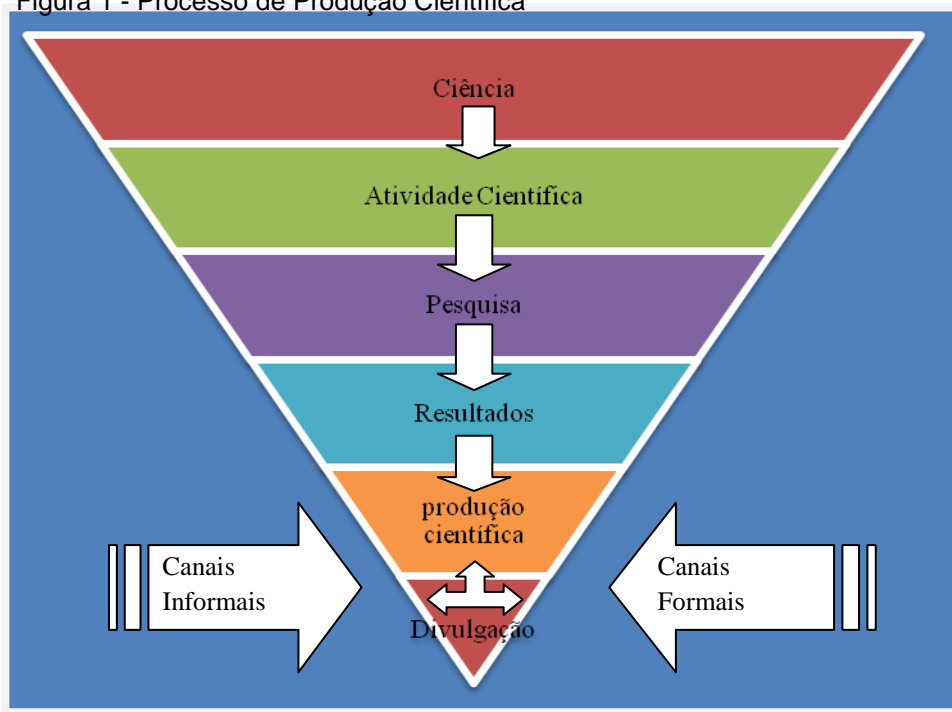 Figura 1 - Processo de Produção Científica
Ciência
Atividade Científica
Pesquisa
Resultados
produção
científica
Canais
Informais
Canais
Formais
Divulgação